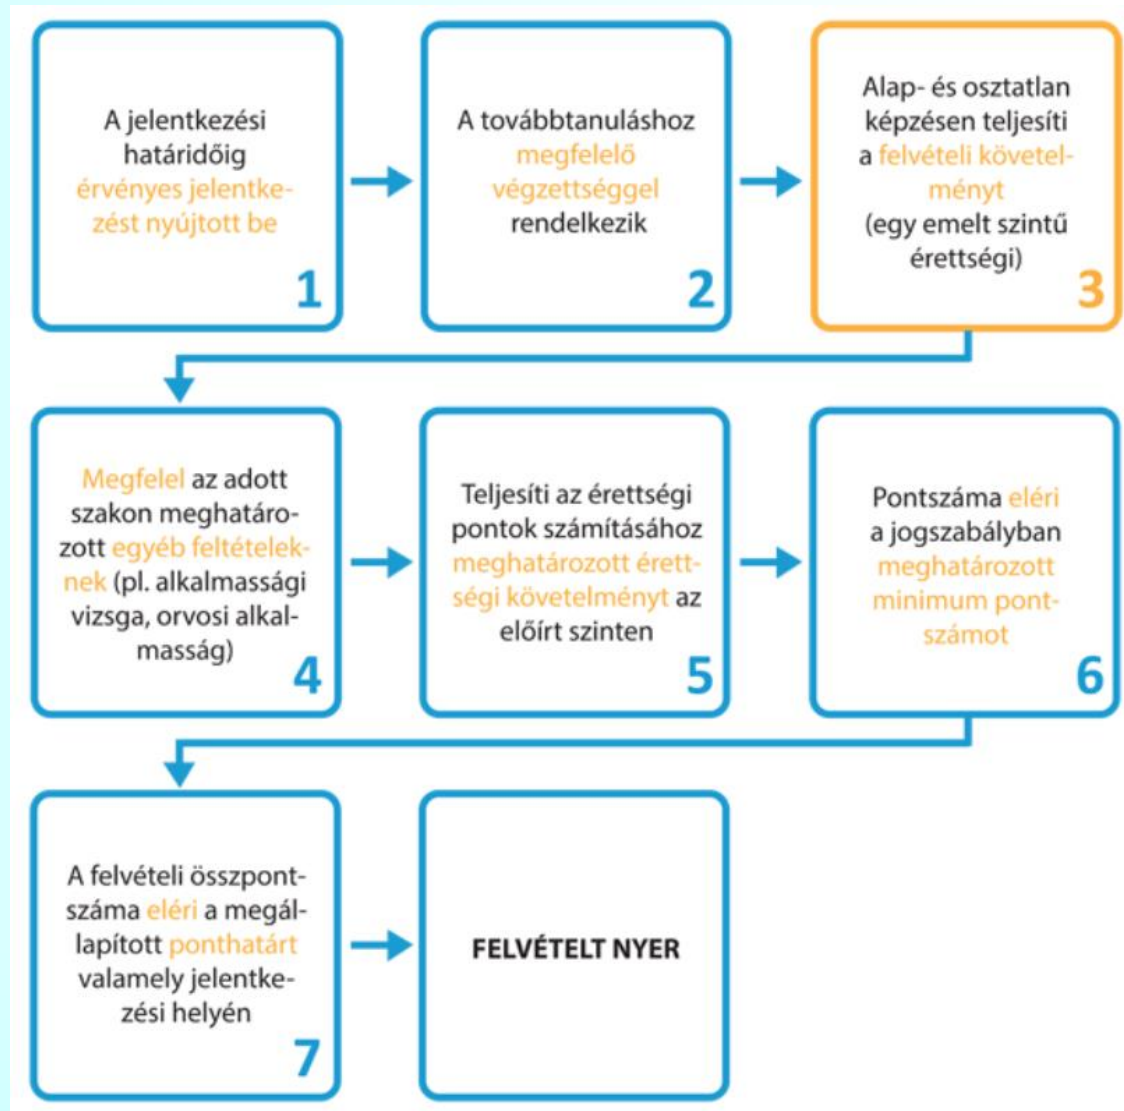 A jelentkezési
határidőig
érvényes jelentke-
zést nyújtott be
1
A továbbtanuláshoz
megfelelő
végzettséggel
rendelkezik
2
Alap- és osztatlan
képzésen teljesíti
a felvételi követel-
ményt
(egy emelt szintű
érettségi)
3
Megfelel az adott
szakon meghatáro-
zott egyéb feltételek-
nek (pl. alkalmassági
vizsga, orvosi alkal-
masság)
4
Teljesíti az érettségi
pontok számításához
meghatározott érett-
ségi követelményt az
előírt szinten
5
Pontszáma eléri
a jogszabályban
meghatározott
minimum pont-
számot
6
A felvételi összpont-
száma eléri a megál-
lapított ponthatárt
valamely jelentke-
zési helyén
7
FELVÉTELT NYER